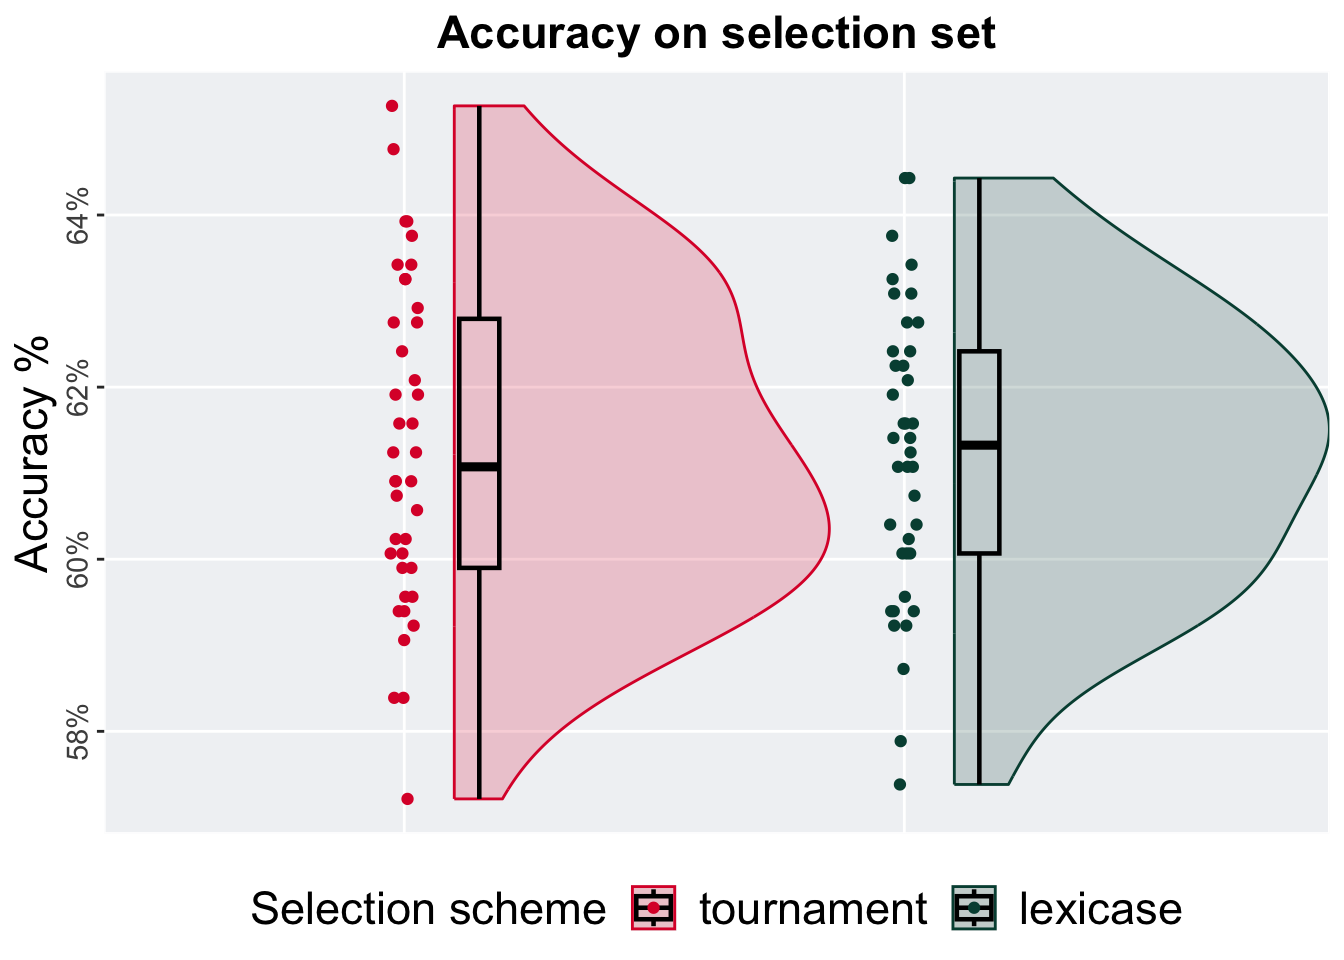 Accuracy on selection set
Accuracy %
64%
62%
60%
58%
Selection scheme tournament lexicase